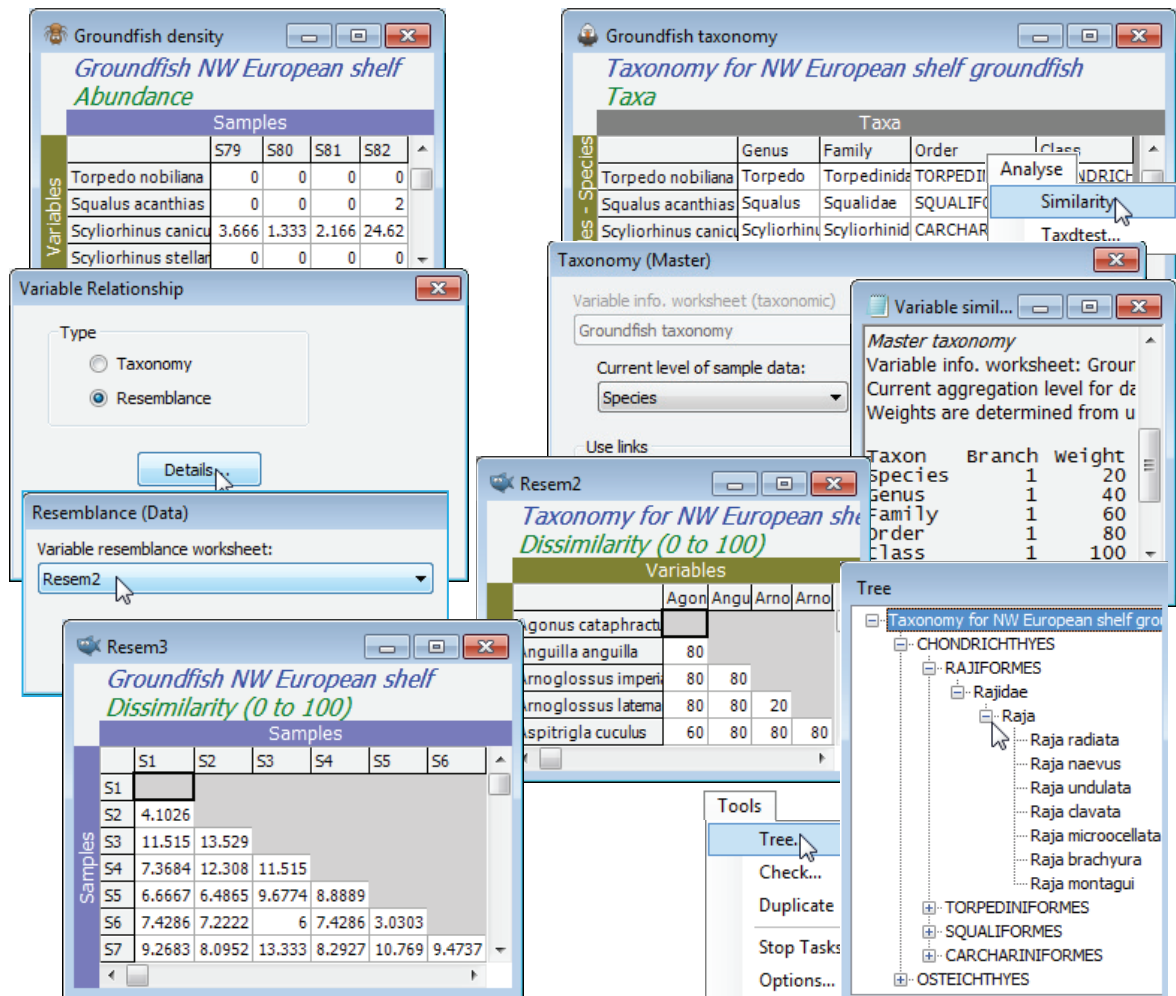 Groundfish density
Groundfish NW European shelf
Abundance
Samples
S79 S80 S81 S82
Variables
Torpedo nobiliana 0 0 0 0
Squalus acanthias 0 0 0 2
Scyliorhinus canicu 3.666 1.333 2.166 24.62
Scyliorhinus stellar 0 0 0 0
Groundfish taxonomy
Taxonomy for NW European shelf groundfish
Taxa
Taxa
Genus Family Order Class
es - Species
Torpedo nobiliana Torpedo Torpedinida TORPEDI NDRICH
Squalus acanthias Squalus Squalidae SQUALIFO
Scyliorhinus canicu Scyliorhinu Scyliorhinid CARCHAR
Analyse
Similarity
Taxdtest...
Variable Relationship
Type
Taxonomy
Resemblance
Details...
Resemblance (Data)
Variable resemblance worksheet:
Resem2
Taxonomy (Master)
Variable info. worksheet (taxonomic)
Groundfish taxonomy
Current level of sample data:
Species
Use links
Variable simil...
Master taxonomy
Variable info. worksheet: Groun
Current aggregation level for da
Weights are determined from u
Taxon Branch Weight
Species 1 20
Genus 1 40
Family 1 60
Order 1 80
Class 1 100
Resem2
Taxonomy for NW European she
Dissimilarity (0 to 100)
Variables
Agon Angu Arno Arno
Agonus cataphractu
Anguilla anguilla 80
Arnoglossus imperi 80 80
Arnoglossus laterna 80 80 20
Aspitrigla cuculus 60 80 80 80
Resem3
Groundfish NW European shelf
Dissimilarity (0 to 100)
Samples
S1 S2 S3 S4 S5 S6
Samples
S1
S2 4.1026
S3 11.515 13.529
S4 7.3684 12.308 11.515
S5 6.6667 6.4865 9.6774 8.8889
S6 7.4286 7.2222 6 7.4286 3.0303
S7 9.2683 8.0952 13.333 8.2927 10.769 9.4737
Tools
Tree...
Check...
Duplicate
Stop Tasks
Options...
Tree
Taxonomy for NW European shelf grou
CHONDRICHTHYES
RAJIFORMES
Rajidae
Raja
Raja radiata
Raja naevus
Raja undulata
Raja clavata
Raja microocellata
Raja brachyura
Raja montagui
TORPEDINIFORMES
SQUALIFORMES
CARCHARINIFORMES
OSTEICHTHYES